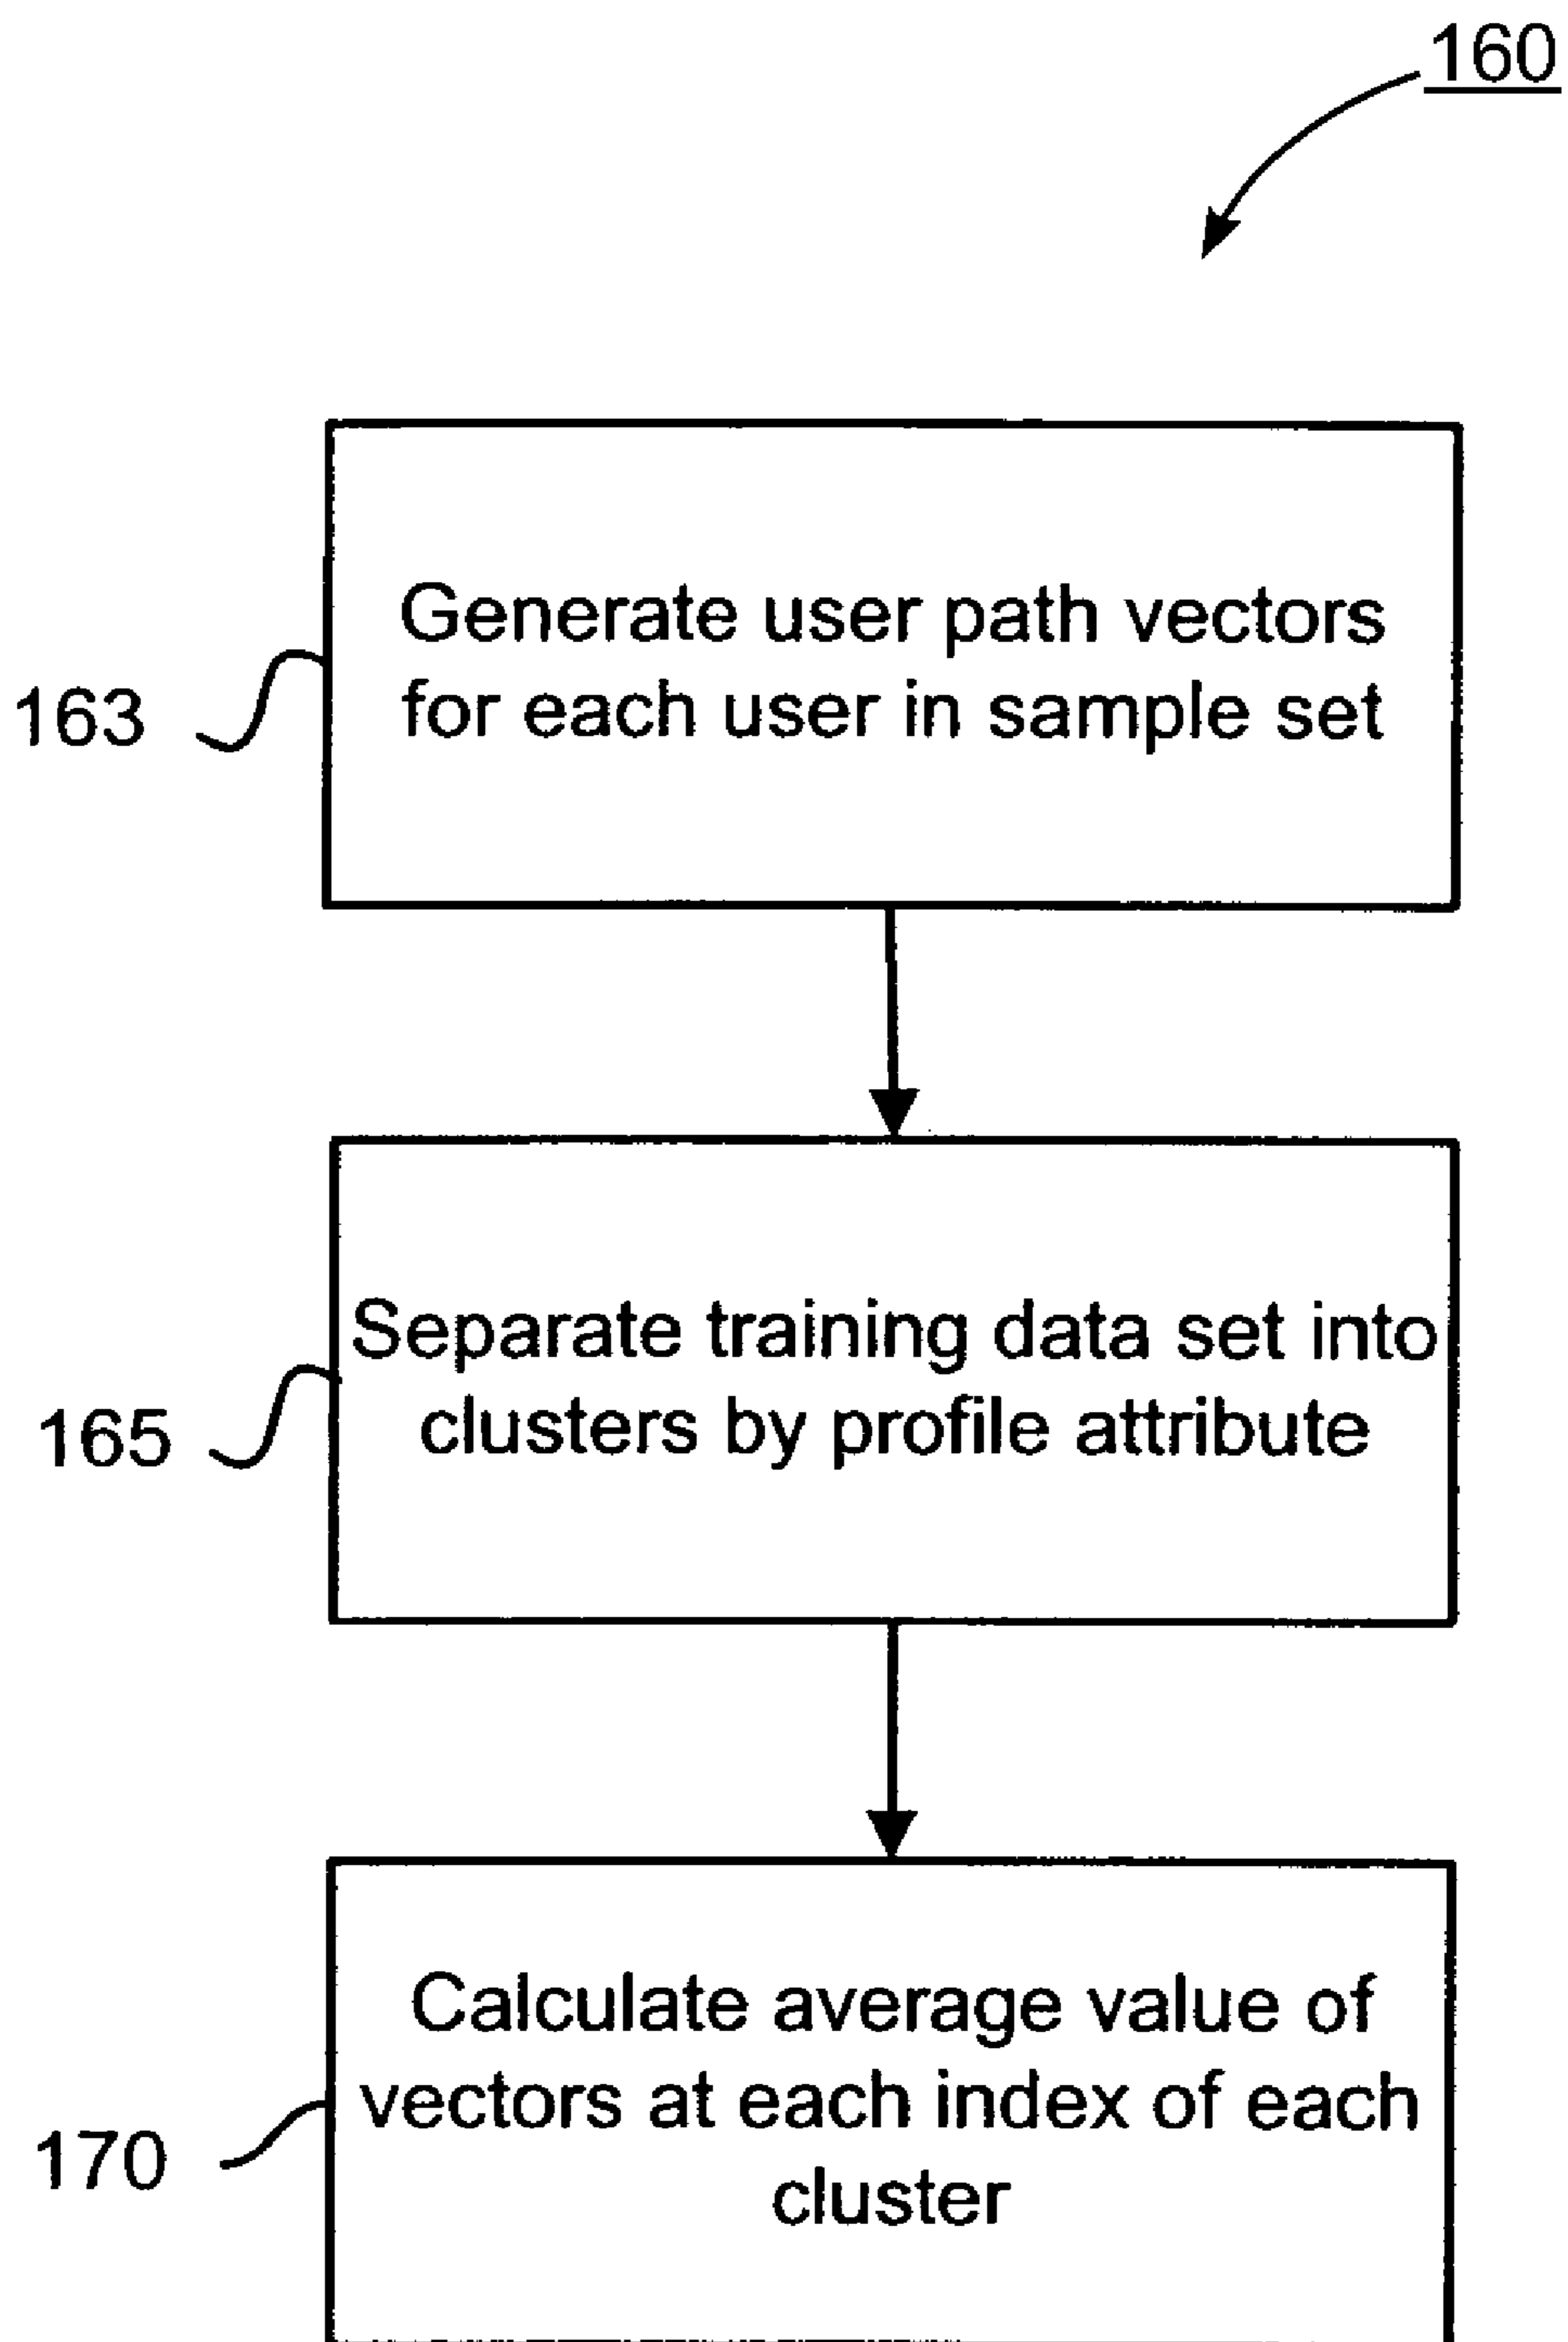 160
Generate user path vectors
for each user in sample set
163
Separate training data set into
clusters by profile attribute
165
Calculate average value of
vectors at each index of each
cluster
170